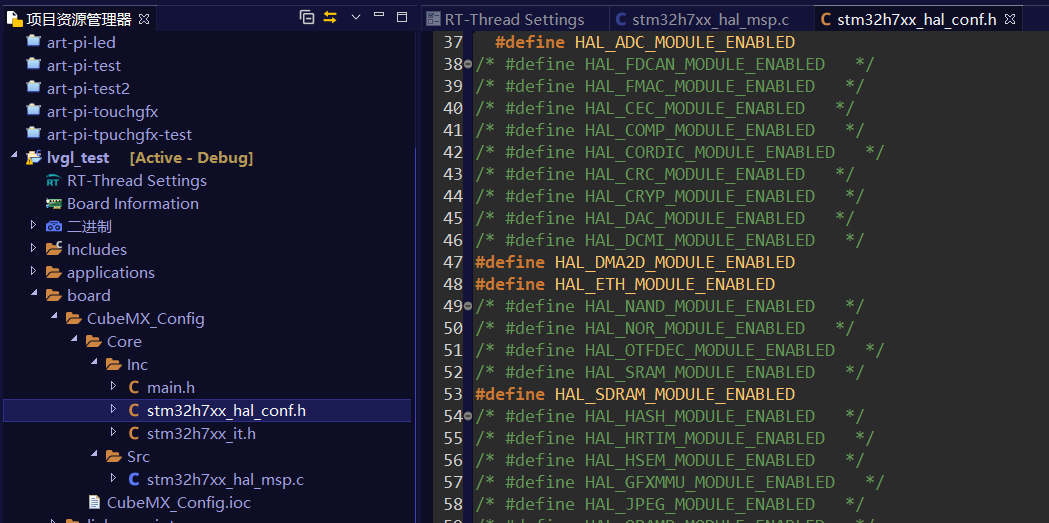 项目资源管理器
art-pi-led
art-pi-test
art-pi-test2
art-pi-touchgfx
art-pi-tpuchgfx-test
lvgl_test [Active - Debug]
RT-Thread Settings
Board Information
二进制
Includes
applications
board
CubeMX_Config
Core
Inc
main.h
stm32h7xx_hal_conf.h
stm32h7xx_it.h
Src
stm32h7xx_hal_msp.c
CubeMX_Config.ioc
RT-Thread Settings stm32h7xx_hal_msp.c stm32h7xx_hal_conf.h
37 #define HAL_ADC_MODULE_ENABLED
38 /* #define HAL_FDCAN_MODULE_ENABLED */
39 /* #define HAL_FMAC_MODULE_ENABLED */
40 /* #define HAL_CEC_MODULE_ENABLED */
41 /* #define HAL_COMP_MODULE_ENABLED */
42 /* #define HAL_CORDIC_MODULE_ENABLED */
43 /* #define HAL_CRC_MODULE_ENABLED */
44 /* #define HAL_CRYP_MODULE_ENABLED */
45 /* #define HAL_DAC_MODULE_ENABLED */
46 /* #define HAL_DCMI_MODULE_ENABLED */
47 #define HAL_DMA2D_MODULE_ENABLED
48 #define HAL_ETH_MODULE_ENABLED
49 /* #define HAL_NAND_MODULE_ENABLED */
50 /* #define HAL_NOR_MODULE_ENABLED */
51 /* #define HAL_OTFDEC_MODULE_ENABLED */
52 /* #define HAL_SRAM_MODULE_ENABLED */
53 #define HAL_SDRAM_MODULE_ENABLED
54 /* #define HAL_HASH_MODULE_ENABLED */
55 /* #define HAL_HRTIM_MODULE_ENABLED */
56 /* #define HAL_HSEM_MODULE_ENABLED */
57 /* #define HAL_GFXMMU_MODULE_ENABLED */
58 /* #define HAL_JPEG_MODULE_ENABLED */